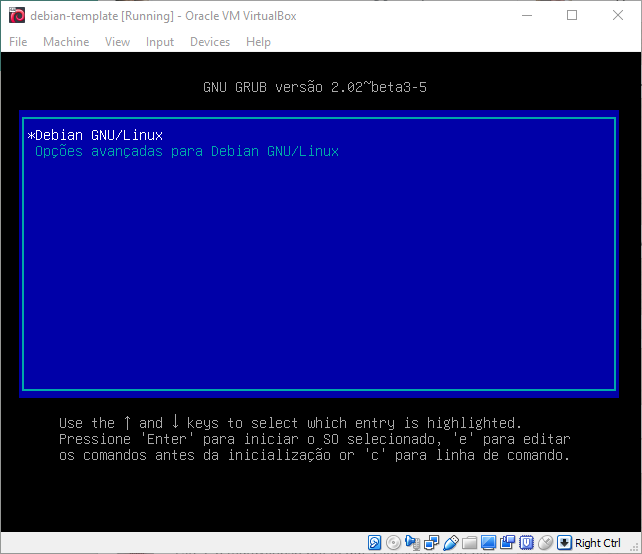 debian-template [Running] - Oracle VM VirtualBox
File Machine View Input Devices Help
GNU GRUB versão 2.02~beta3-5
*Debian GNU/Linux
Opções avançadas para Debian GNU/Linux
Use the ↑ and ↓ keys to select which entry is highlighted.
Pressione 'Enter' para iniciar o SO selecionado, 'e' para editar
os comandos antes da inicialização or 'c' para linha de comando.
Right Ctrl